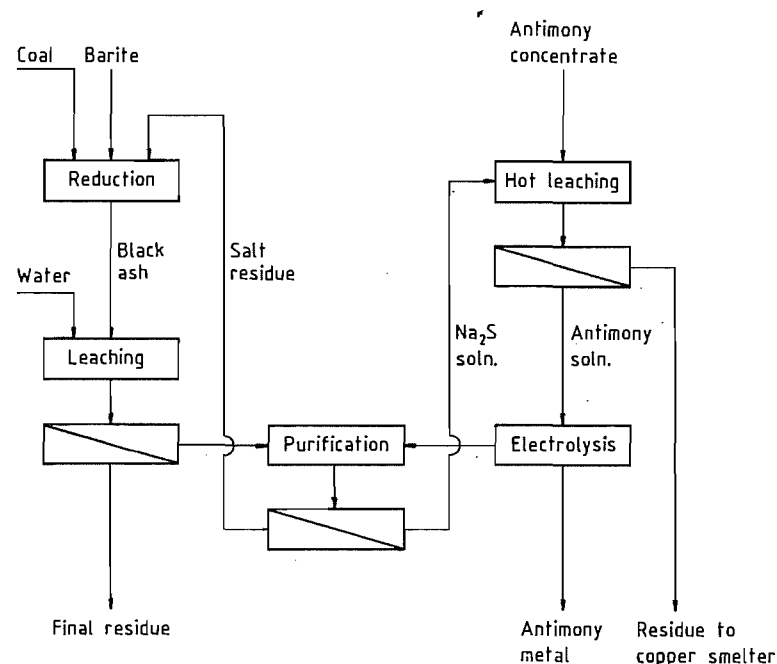 Coal
Barite
Antimony
concentrate
Reduction
Hot leaching
Black
ash
Salt
residue
Water
Na₂S
soln.
Antimony
soln.
Leaching
Purification
Electrolysis
Final residue
Antimony
metal
Residue to
copper smelter